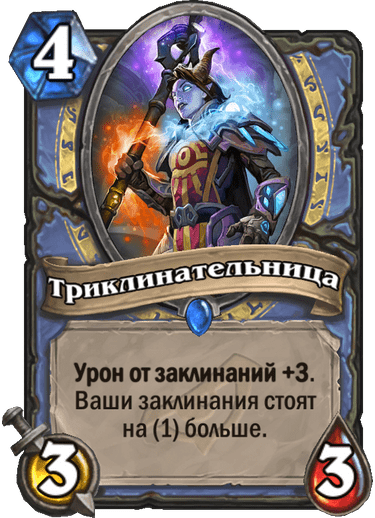 4
Триклинательница
Урон от заклинаний +3.
Ваши заклинания стоят
на (1) больше.
3
3